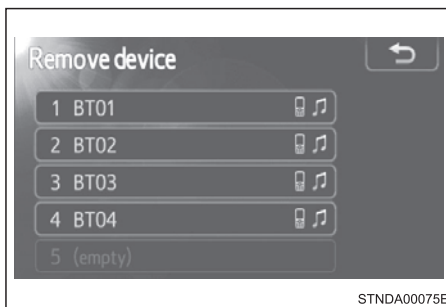 Remove device
1 BT01
2 BT02
3 BT03
4 BT04
5 (empty)
STNDA00075E